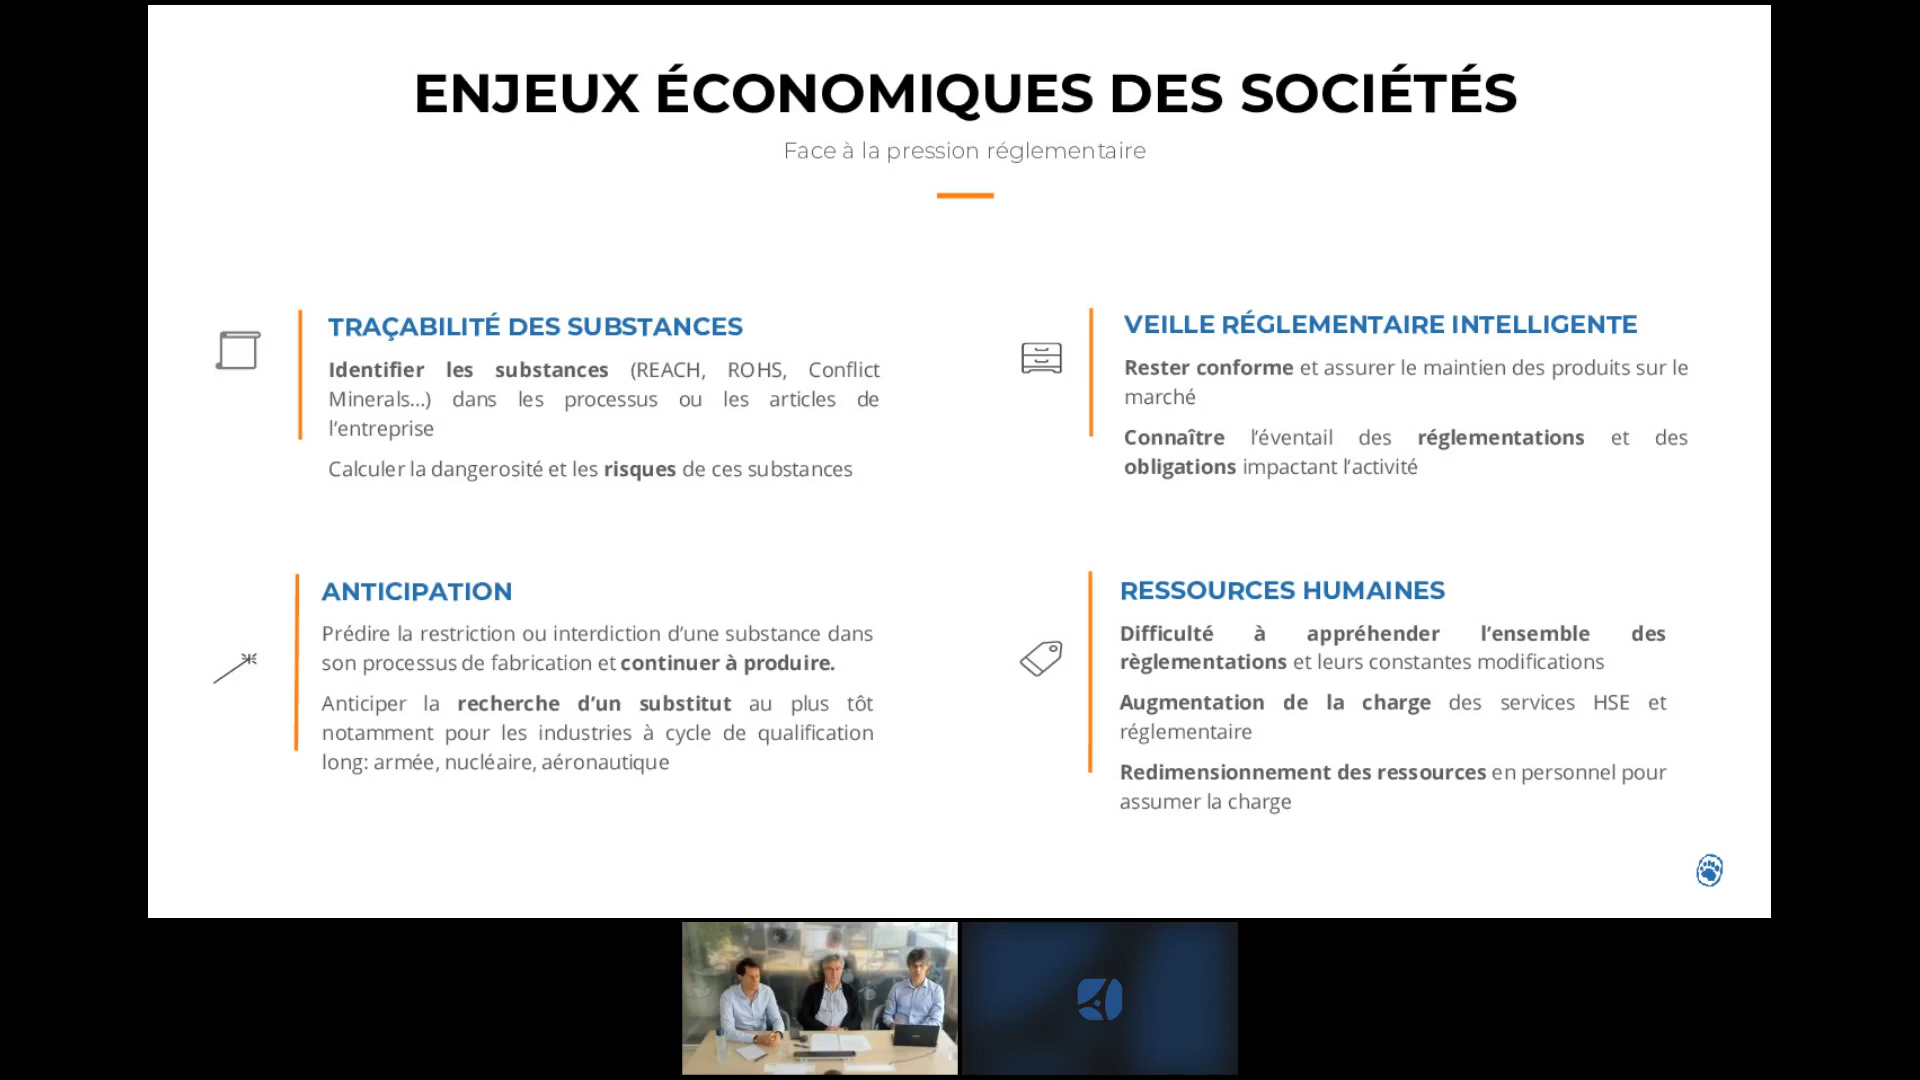 ENJEUX ÉCONOMIQUES DES SOCIÉTÉS
Face à la pression réglementaire
TRAÇABILITÉ DES SUBSTANCES
Identifier les substances (REACH, ROHS, Conflict
Minerals...) dans les processus ou les articles de
l'entreprise
Calculer la dangerosité et les risques de ces substances
VEILLE RÉGLEMENTAIRE INTELLIGENTE
Rester conforme et assurer le maintien des produits sur le
marché
Connaître l'éventail des réglementations et des
obligations impactant l'activité
ANTICIPATION
Prédire la restriction ou interdiction d'une substance dans
son processus de fabrication et continuer à produire.
Anticiper la recherche d'un substitut au plus tôt
notamment pour les industries à cycle de qualification
long: armée, nucléaire, aéronautique
RESSOURCES HUMAINES
Difficulté à appréhender l'ensemble des
règlementations et leurs constantes modifications
Augmentation de la charge des services HSE et
réglementaire
Redimensionnement des ressources en personnel pour
assumer la charge